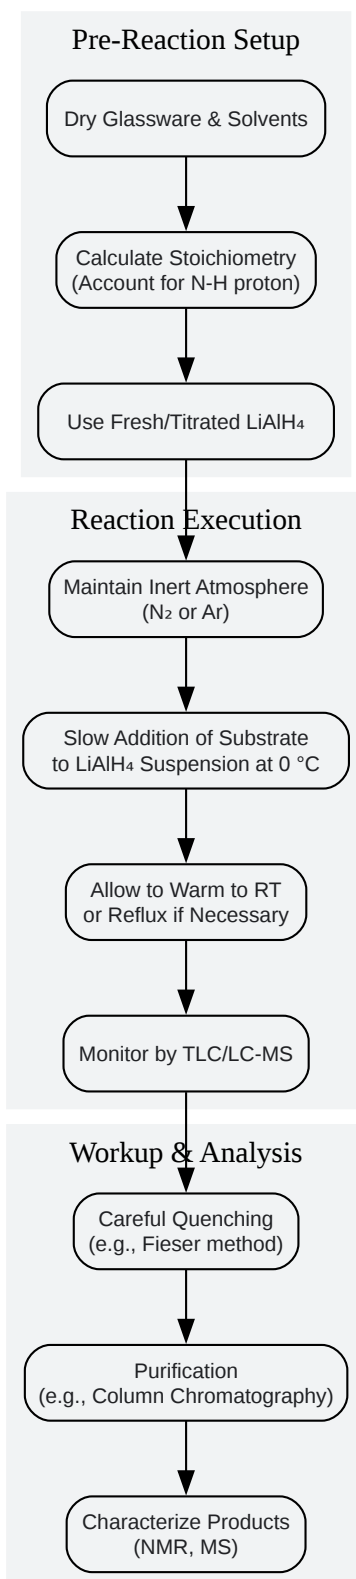 Pre-Reaction Setup
Dry Glassware & Solvents
Calculate Stoichiometry
(Account for N-H proton)
Use Fresh/Titrated LiAlH₄
Reaction Execution
Maintain Inert Atmosphere
(N₂ or Ar)
Slow Addition of Substrate
to LiAlH₄ Suspension at 0 °C
Allow to Warm to RT
or Reflux if Necessary
Monitor by TLC/LC-MS
Workup & Analysis
Careful Quenching
(e.g., Fieser method)
Purification
(e.g., Column Chromatography)
Characterize Products
(NMR, MS)